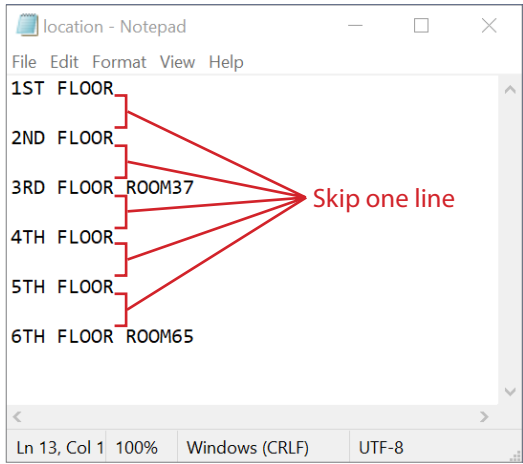 location - Notepad
File Edit Format View Help
1ST FLOOR
2ND FLOOR
3RD FLOOR ROOM37
Skip one line
4TH FLOOR
5TH FLOOR
6TH FLOOR ROOM65
Ln 13, Col 1 100% Windows (CRLF) UTF-8